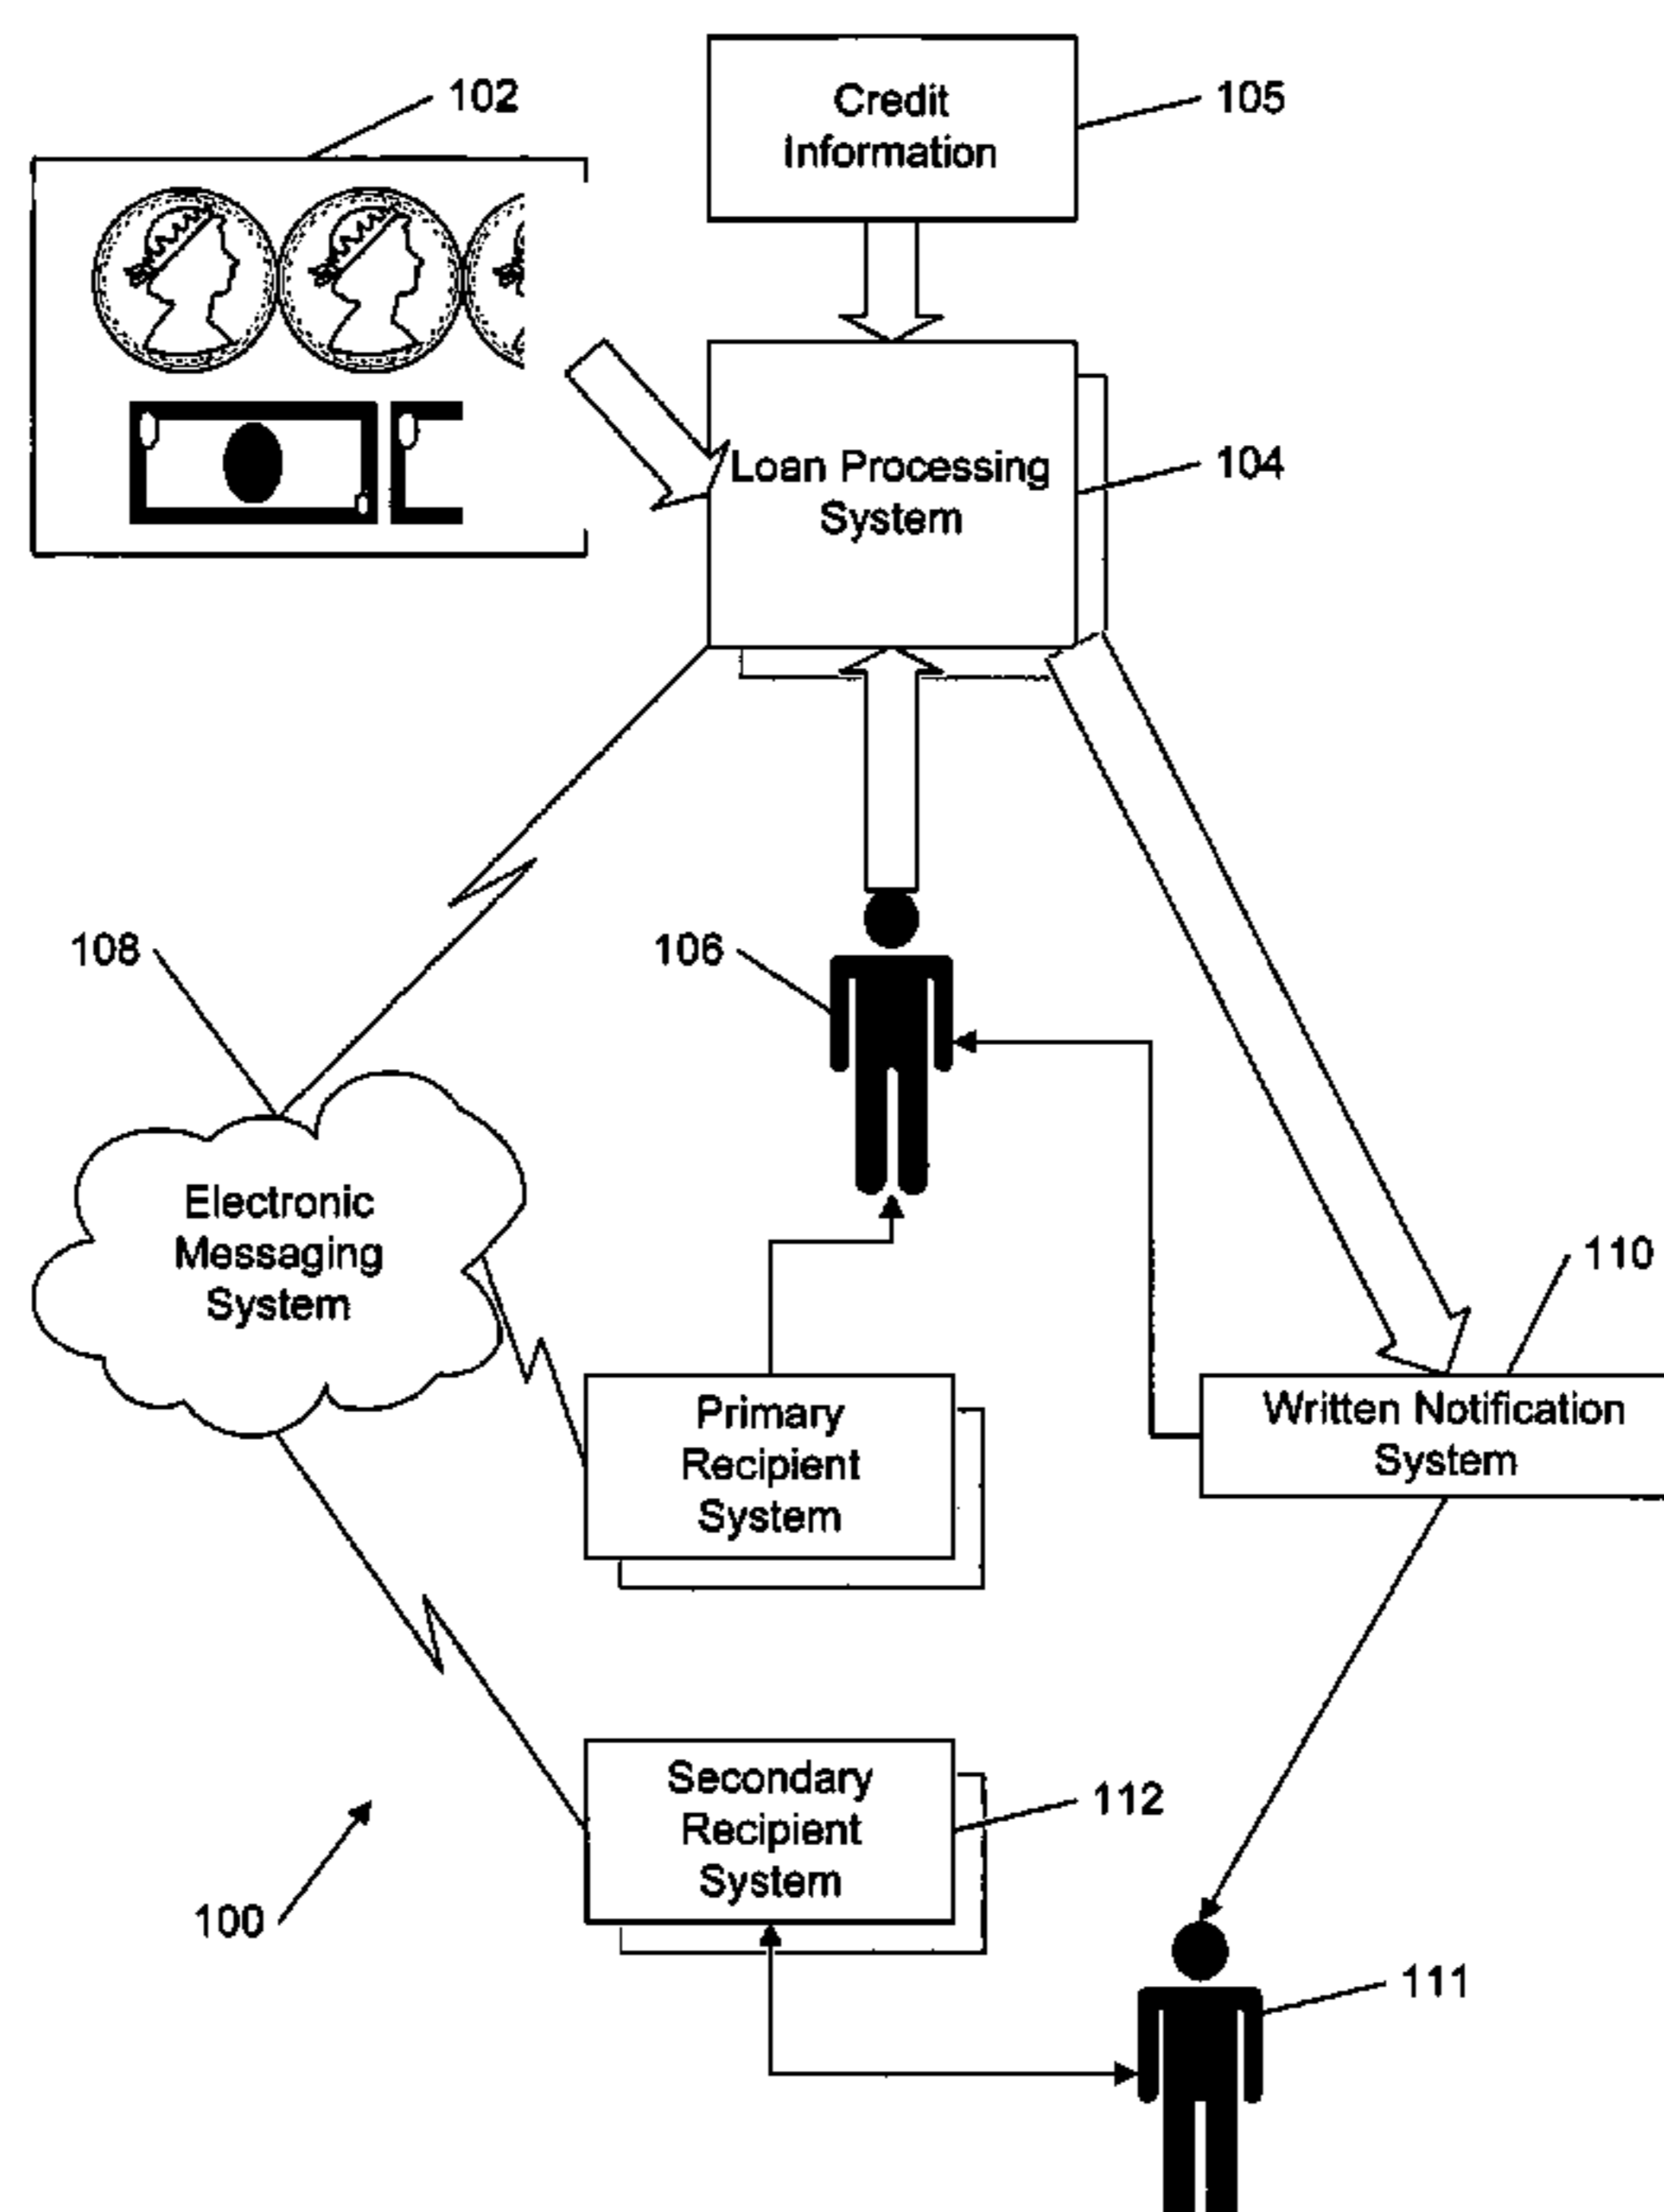 102
Credit
Information
105
Loan Processing
System
104
108
106
Electronic
Messaging
System
110
Primary
Recipient
System
Written Notification
System
Secondary
Recipient
System
112
100
111